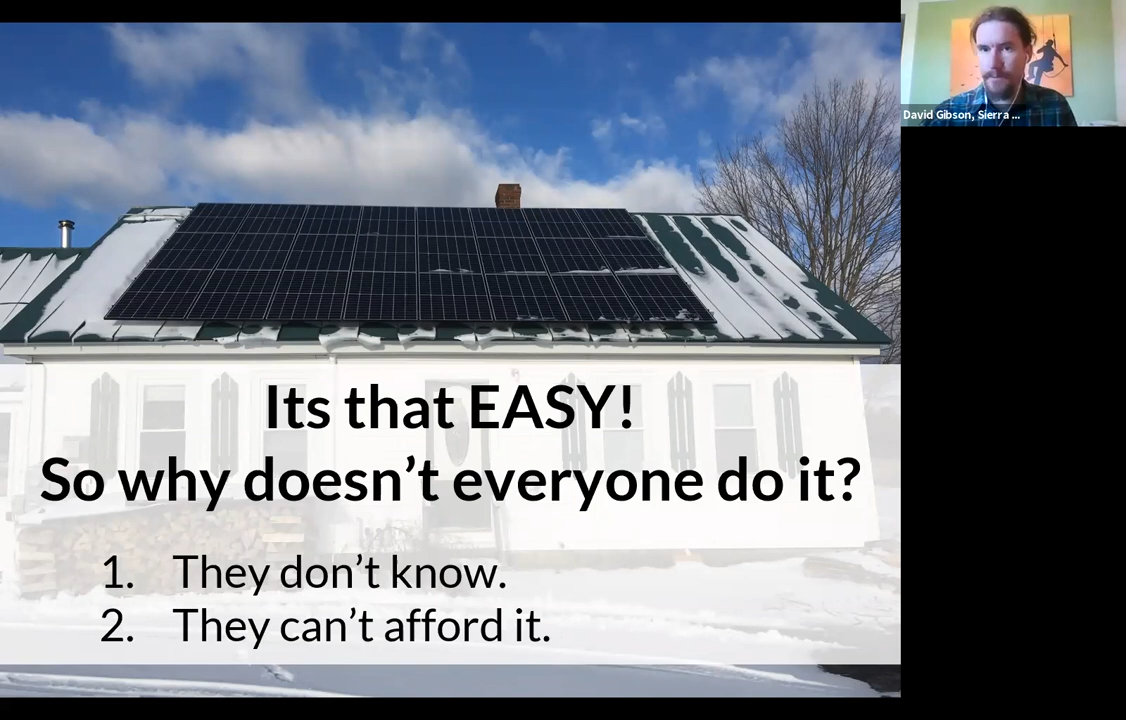 David Gibson, Sierra ...
Its that EASY!
So why doesn’t everyone do it?
1. They don’t know.
2. They can’t afford it.